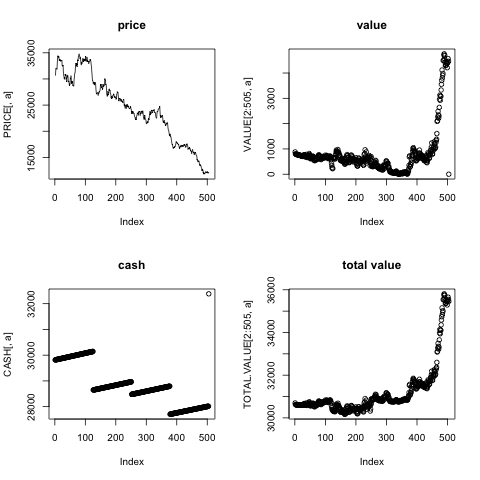 price
PRICE[, a]
15000 25000 35000
0 100 200 300 400 500
Index
value
VALUE[2:505, a]
0 1000 3000
0 100 200 300 400 500
Index
cash
CASH[, a]
28000 30000 32000
0 100 200 300 400 500
Index
total value
TOTAL.VALUE[2:505, a]
30000 32000 34000 36000
0 100 200 300 400 500
Index